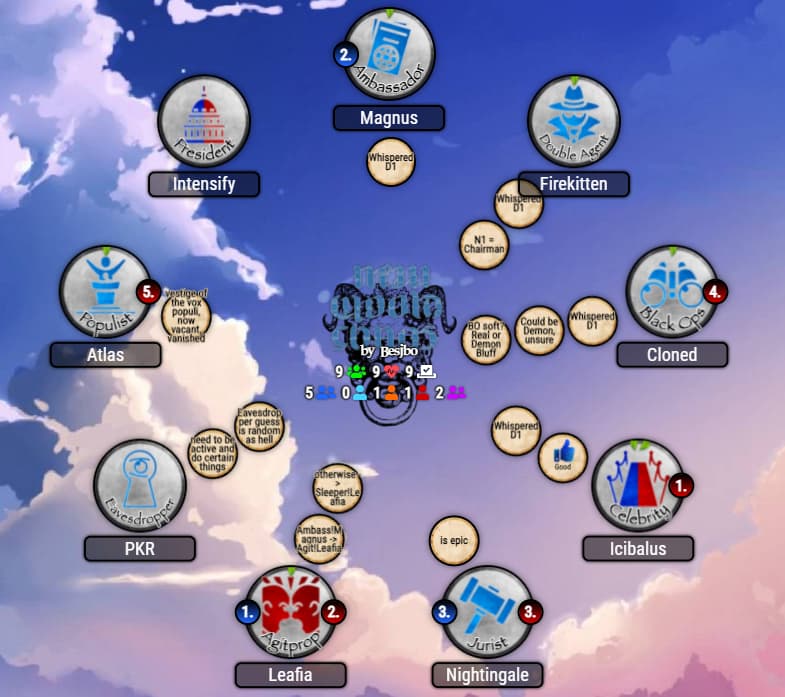 2.
Ambassador
Magnus
Whispered
D1
President
Intensify
Double Agent
Firekitten
Whispered
D1
N1 =
Chairman
5.
Populist
Atlas
vestige of
the vox
populi,
now
vacant,
vanished
4.
Black Ops
Cloned
BO soft?
Real or
Demon
Bluff
Could be
Demon,
unsure
Whispered
D1
by Besjbo
9 9 9
5 0 1 1 2
Eavesdropper
PKR
need to be
active and
do certain
things
Eavesdrop
per guess
is random
as hell
Whispered
D1
Good
1.
Celebrity
Icibalus
otherwise
>
Sleeper!Le
afia
Ambass!M
agnus ->
Agit!Leafia
is epic
1.
2.
Agitprop
Leafia
3.
3.
Jurist
Nightingale